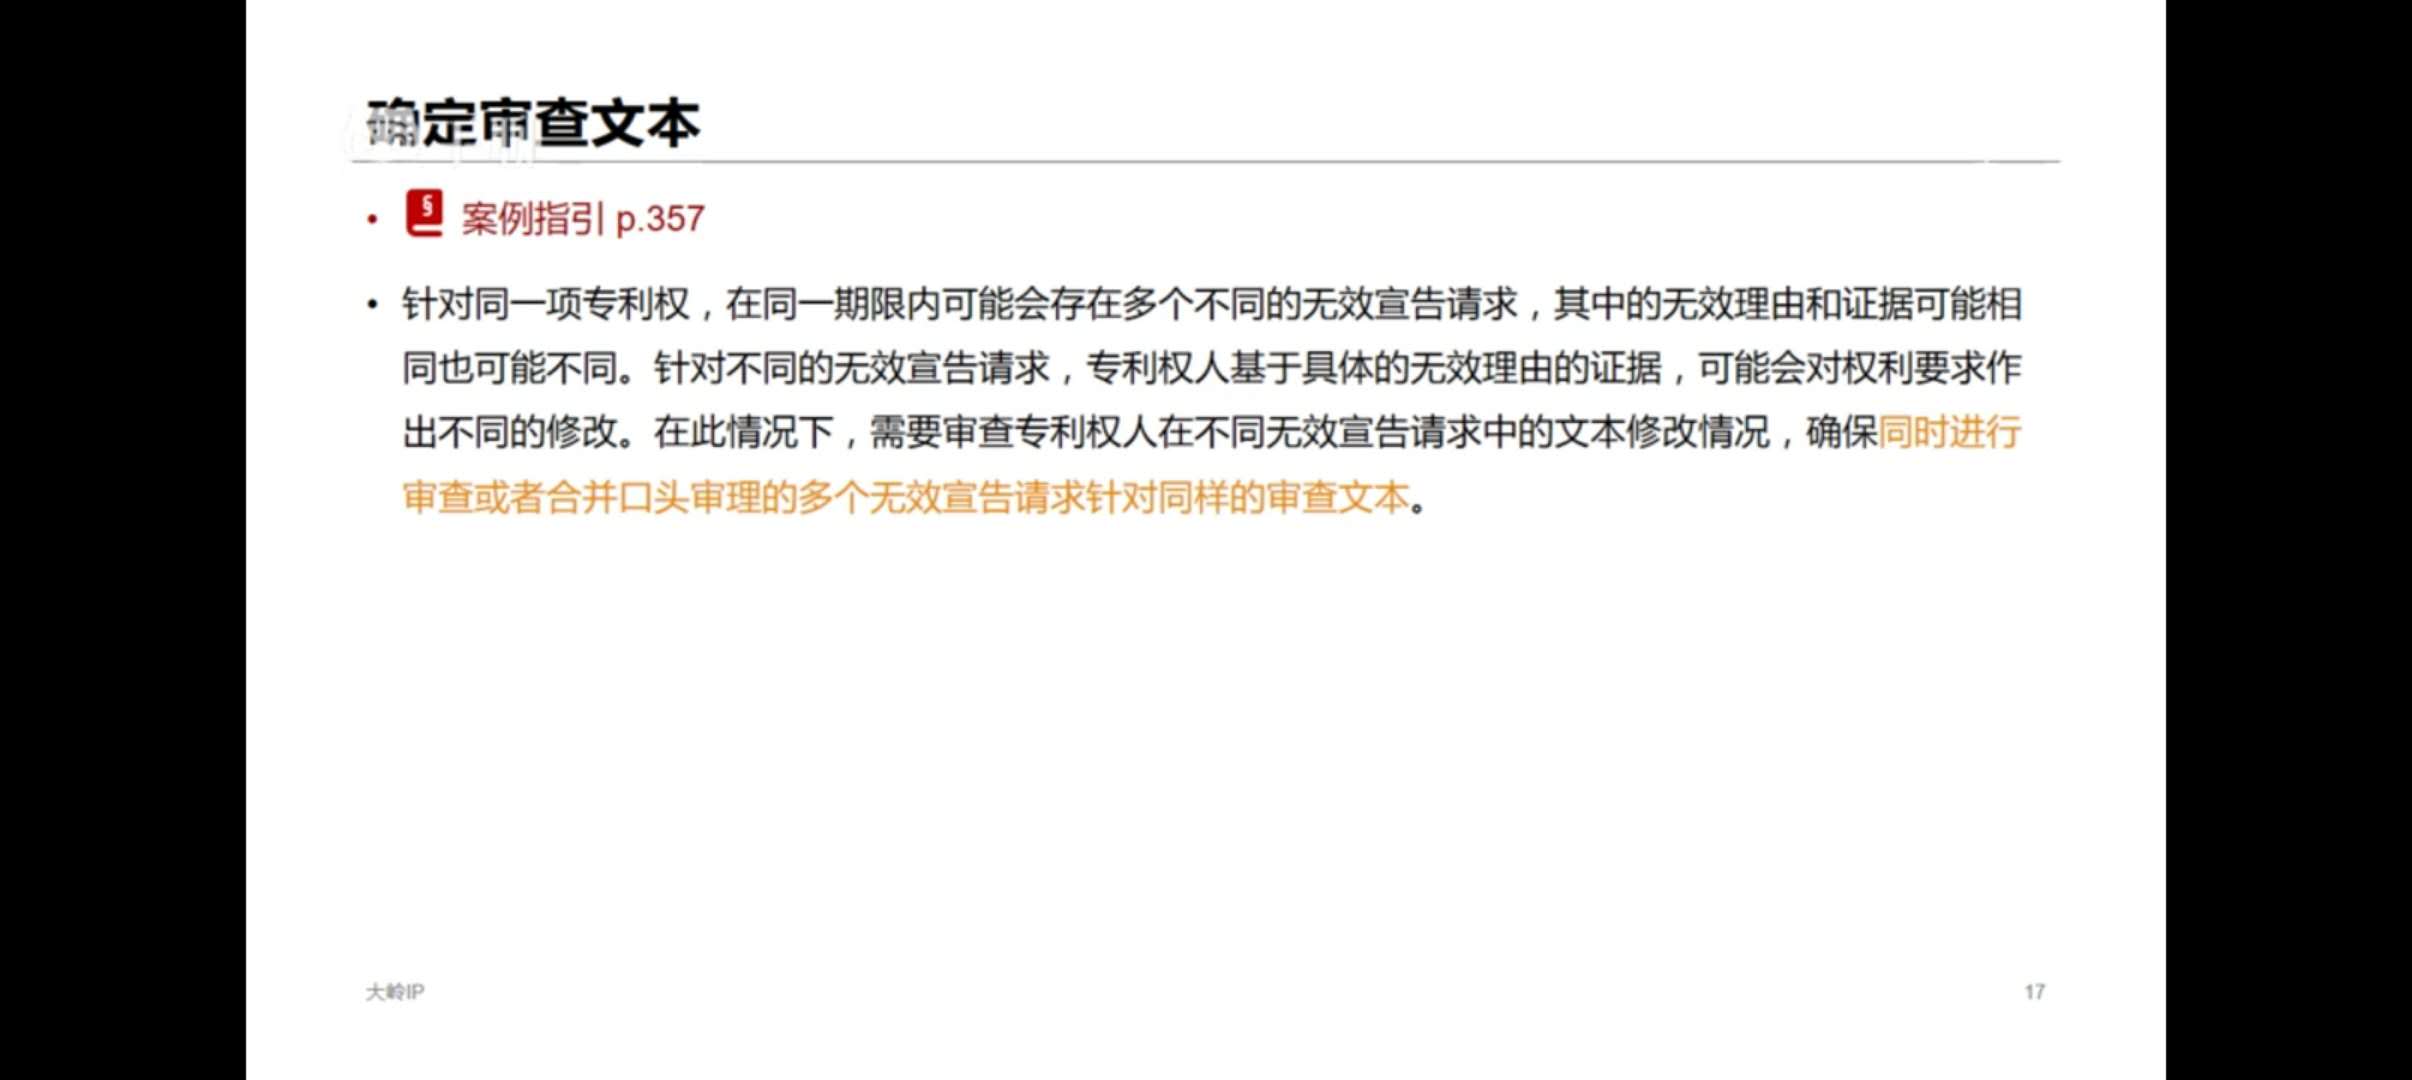 确定审查文本
• § 案例指引 p.357
• 针对同一项专利权，在同一期限内可能会存在多个不同的无效宣告请求，其中的无效理由和证据可能相
同也可能不同。针对不同的无效宣告请求，专利权人基于具体的无效理由的证据，可能会对权利要求作
出不同的修改。在此情况下，需要审查专利权人在不同无效宣告请求中的文本修改情况，确保同时进行
审查或者合并口头审理的多个无效宣告请求针对同样的审查文本。
大岭IP
17